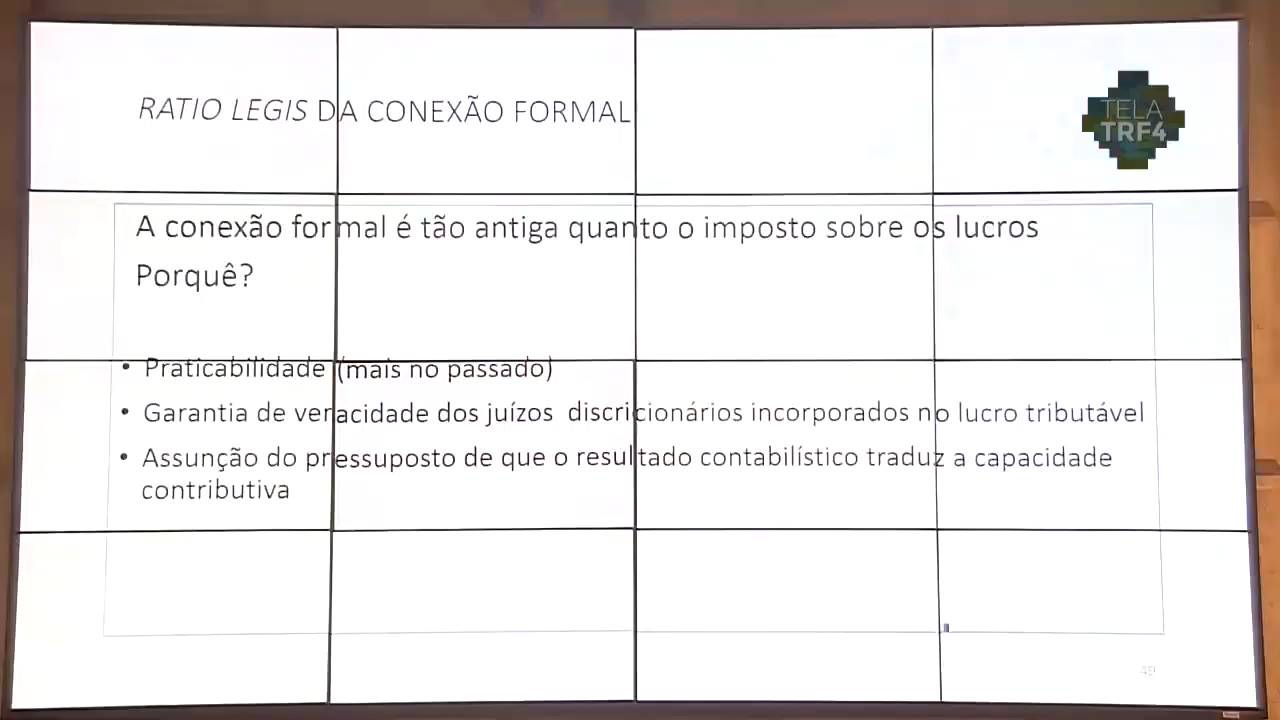 RATIO LEGIS DA CONEXÃO FORMAL
TELA
TRF4
A conexão formal é tão antiga quanto o imposto sobre os lucros
Porquê?
• Praticabilidade (mais no passado)
• Garantia de veracidade dos juízos discricionários incorporados no lucro tributável
• Assunção do pressuposto de que o resultado contabilístico traduz a capacidade
contributiva
49